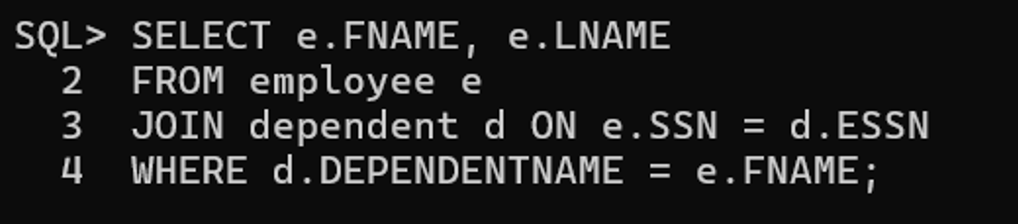 SQL> SELECT e.FNAME, e.LNAME
2 FROM employee e
3 JOIN dependent d ON e.SSN = d.ESSN
4 WHERE d.DEPENDENTNAME = e.FNAME;